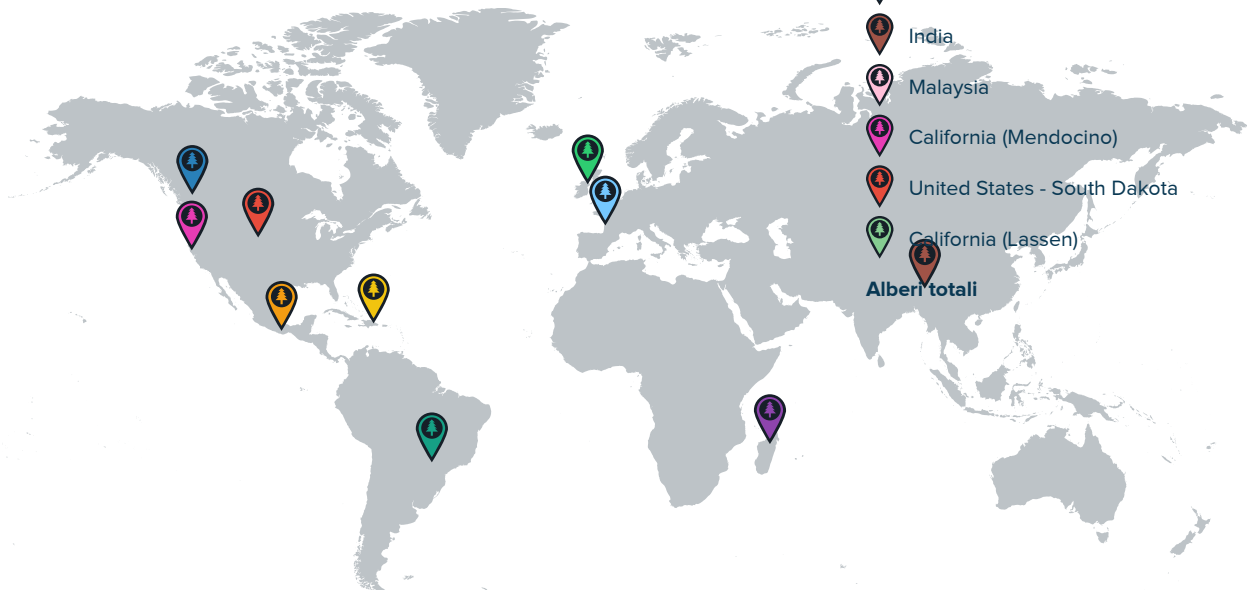 India
Malaysia
California (Mendocino)
United States - South Dakota
California (Lassen)
Alberi totali